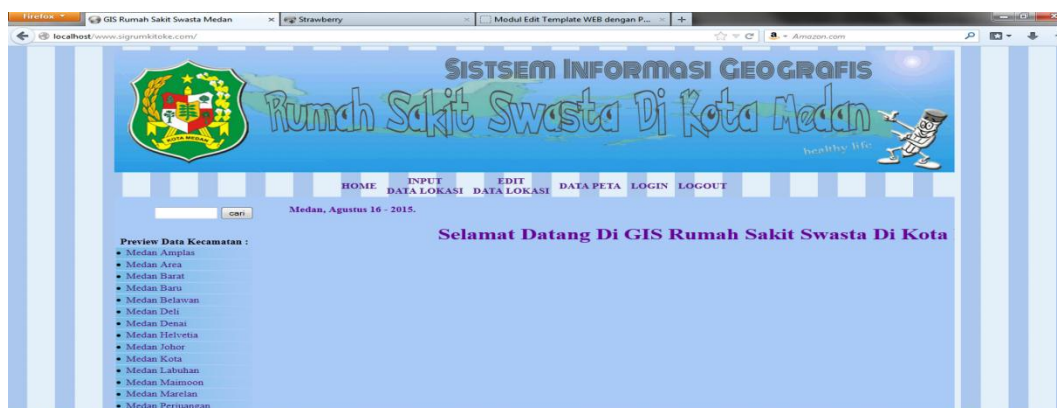 Firefox
GIS Rumah Sakit Swasta Medan
Strawberry
Modul Edit Template WEB dengan P...
localhost/www.sigrumkitoke.com/
Amazon.com
SISTSEM INFORMASI GEOGRAFIS
Rumah Sakit Swasta Di Kota Medan
KOTA MEDAN
healthy life
HOME
INPUT
DATA LOKASI
EDIT
DATA LOKASI
DATA PETA
LOGIN
LOGOUT
cari
Medan, Agustus 16 - 2015.
Selamat Datang Di GIS Rumah Sakit Swasta Di Kota
Preview Data Kecamatan :
Medan Amplas
Medan Area
Medan Barat
Medan Baru
Medan Belawan
Medan Deli
Medan Denai
Medan Helvetia
Medan Johor
Medan Kota
Medan Labuhan
Medan Maimoon
Medan Marelan
Medan Perjuangan